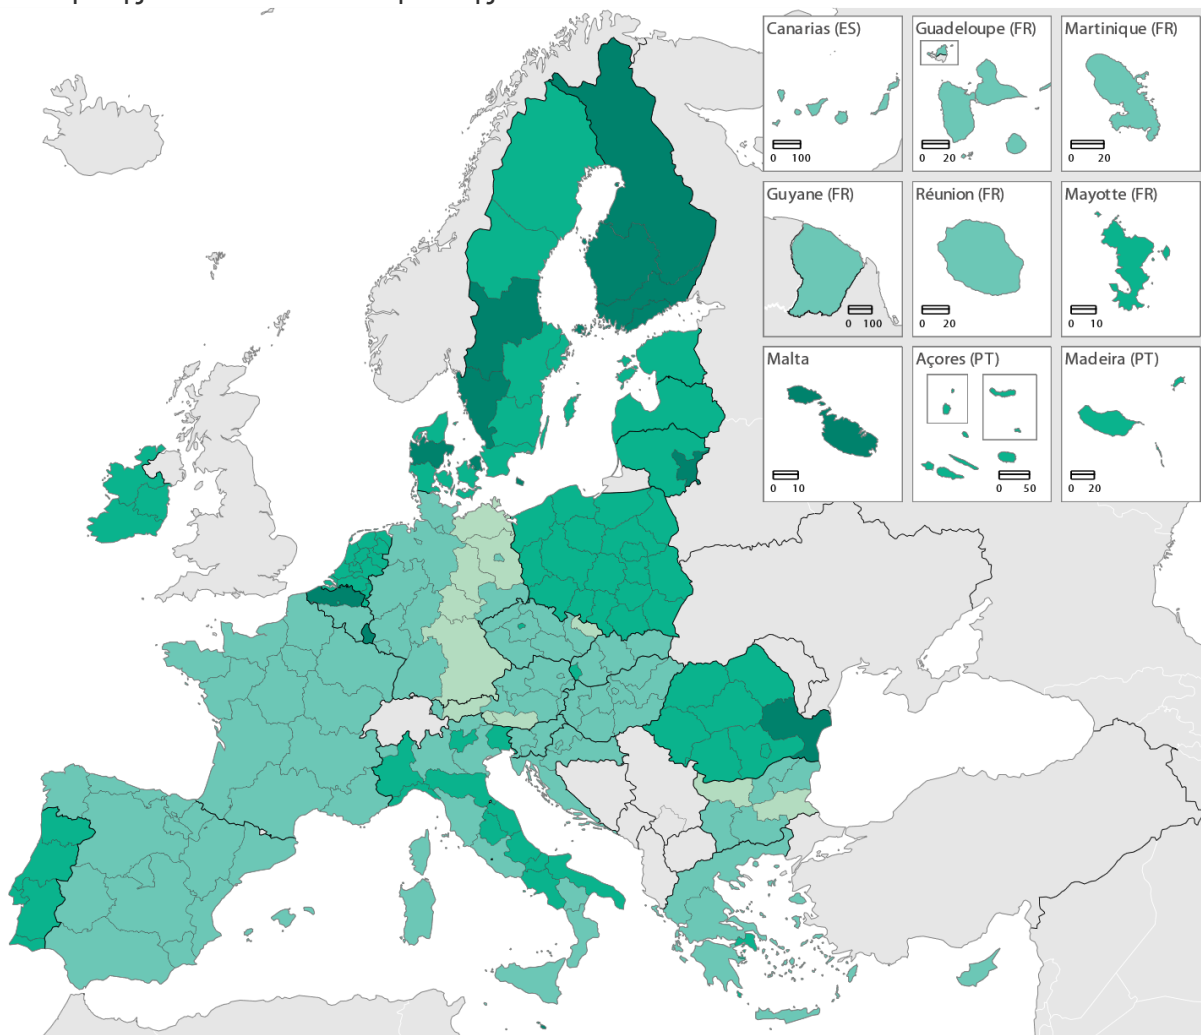 Canarias (ES)
0 100
Guadeloupe (FR)
0 20
Martinique (FR)
0 20
Guyane (FR)
0 100
Réunion (FR)
0 20
Mayotte (FR)
0 10
Malta
0 10
Açores (PT)
0 50
Madeira (PT)
0 20